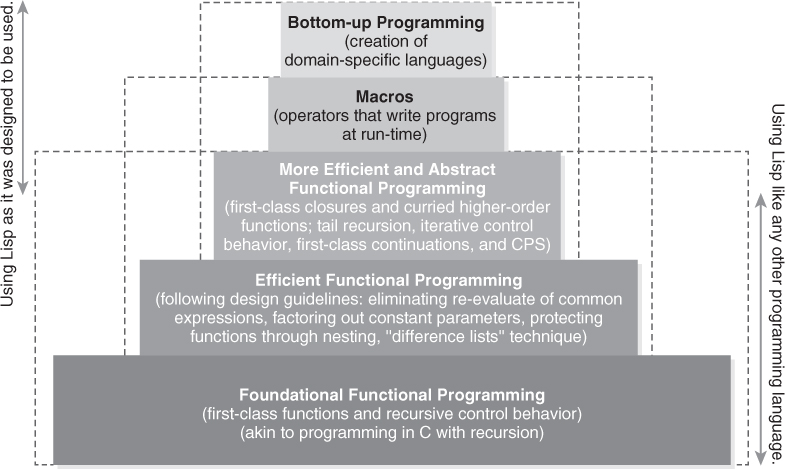 Using Lisp as it was designed to be used.
Bottom-up Programming
(creation of
domain-specific languages)
Macros
(operators that write programs
at run-time)
More Efficient and Abstract
Functional Programming
(first-class closures and curried higher-order
functions; tail recursion, iterative control
behavior, first-class continuations, and CPS)
Efficient Functional Programming
(following design guidelines: eliminating re-evaluate of common
expressions, factoring out constant parameters, protecting
functions through nesting, "difference lists" technique)
Foundational Functional Programming
(first-class functions and recursive control behavior)
(akin to programming in C with recursion)
Using Lisp like any other programming language.